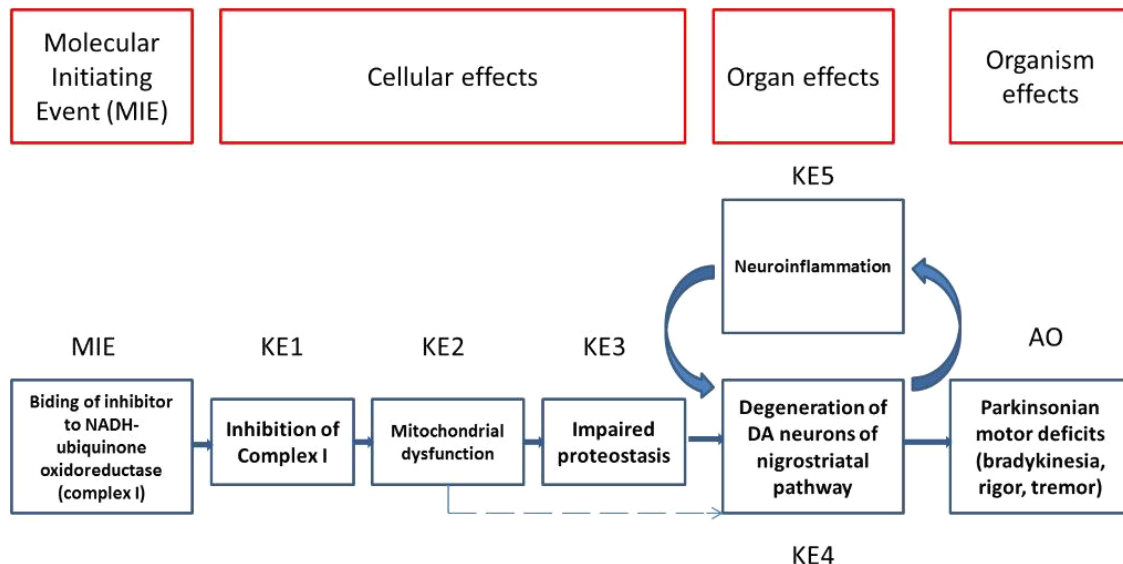 Molecular
Initiating
Event (MIE)
Cellular effects
Organ effects
Organism
effects
KE5
Neuroinflammation
MIE
KE1
KE2
KE3
AO
Biding of inhibitor
to NADH-
ubiquinone
oxidoreductase
(complex I)
Inhibition of
Complex I
Mitochondrial
dysfunction
Impaired
proteostasis
Degeneration of
DA neurons of
nigrostriatal
pathway
Parkinsonian
motor deficits
(bradykinesia,
rigor, tremor)
KE4